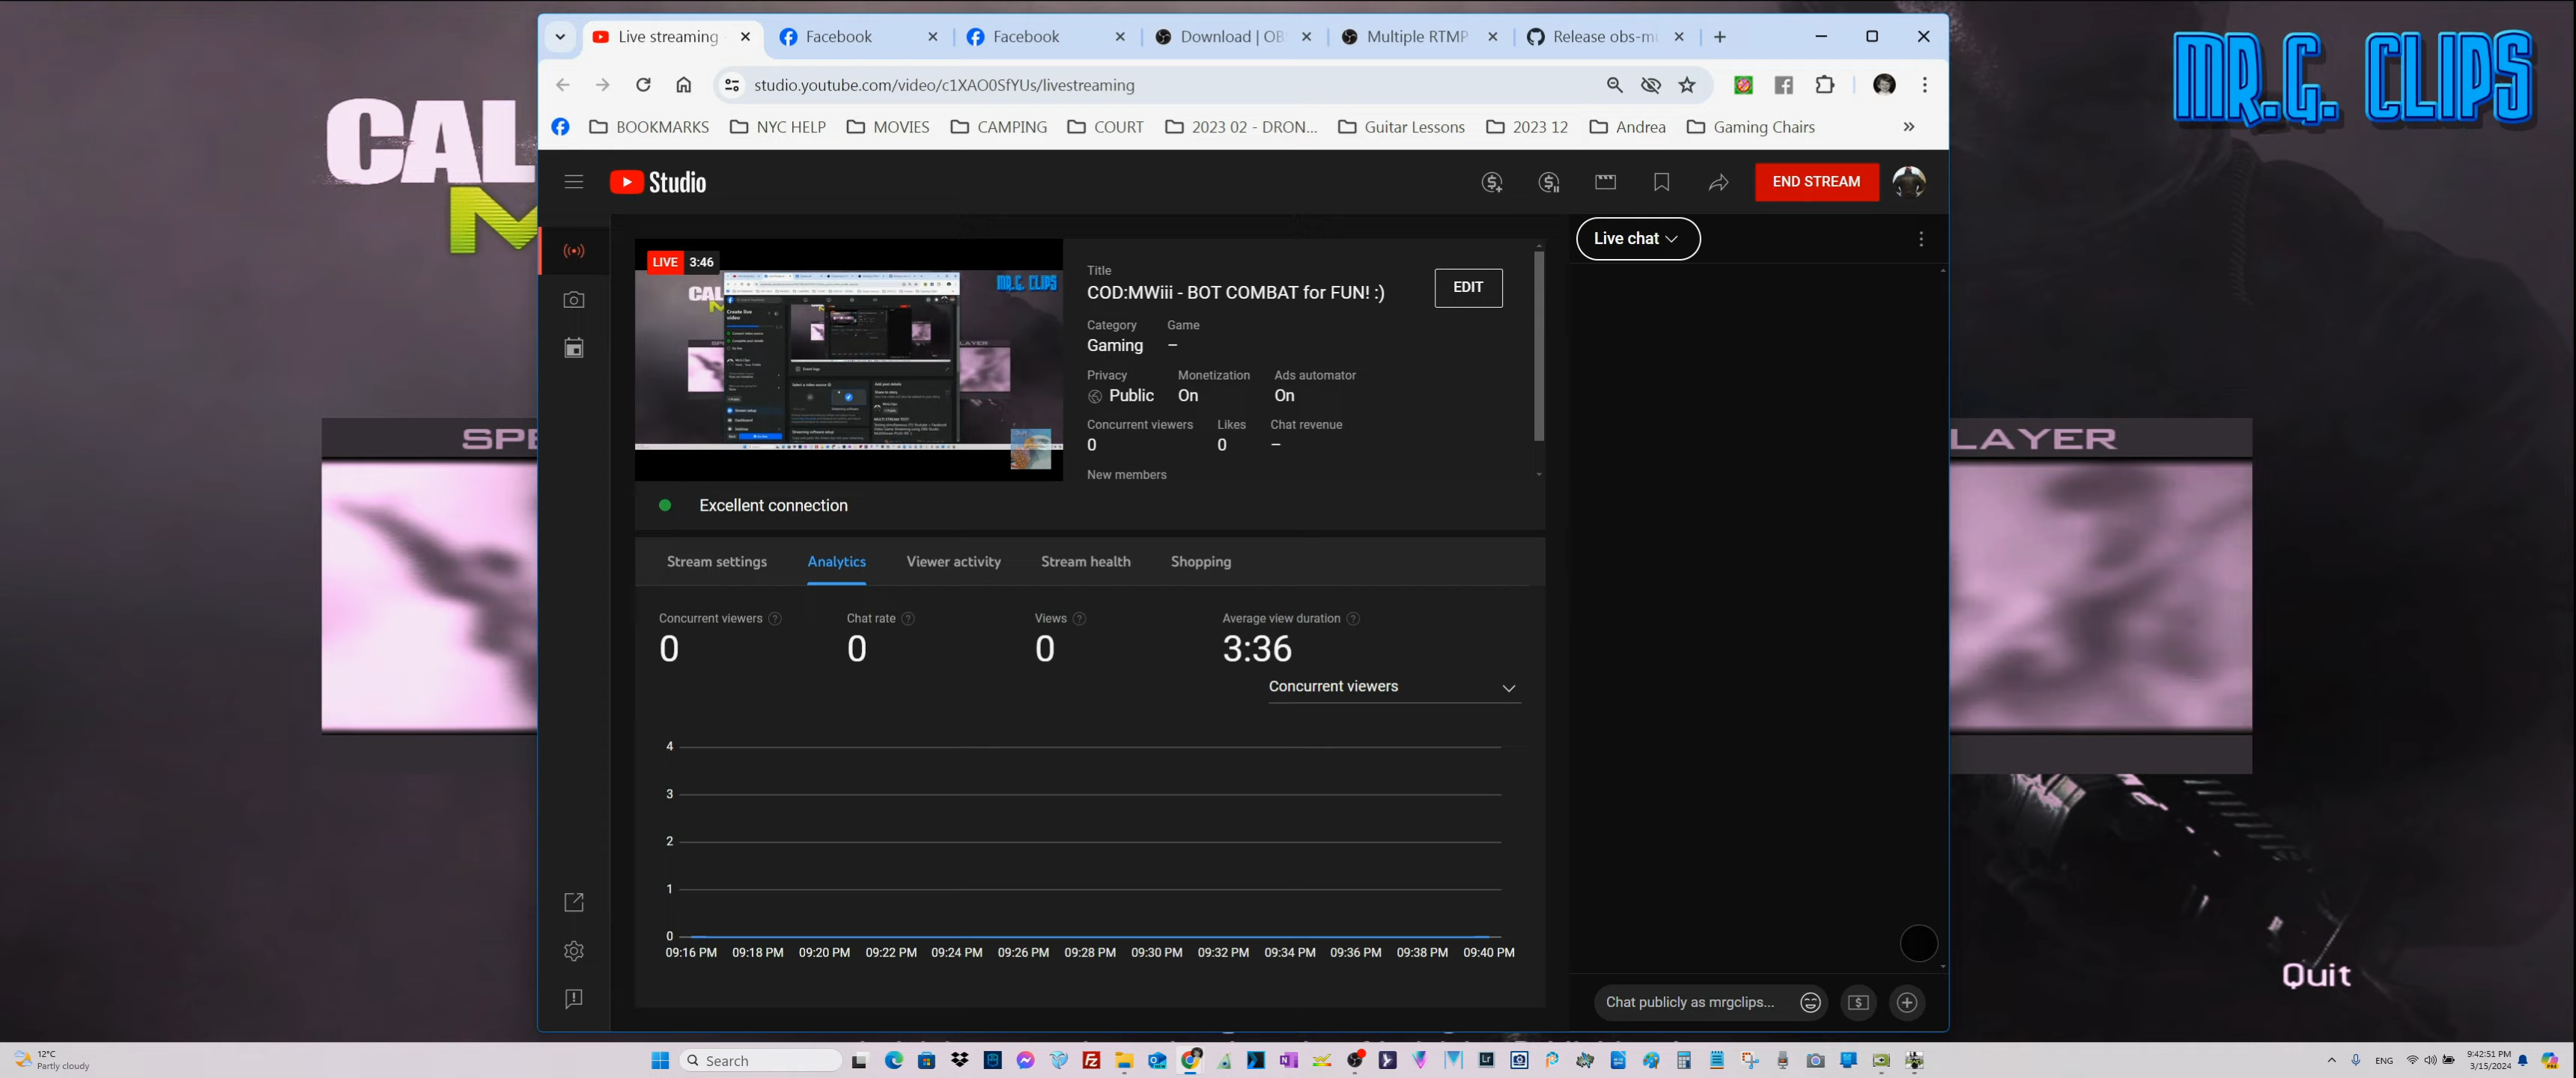 Live streaming
Facebook
Facebook
Download | OB
Multiple RTMP
Release obs-mu
studio.youtube.com/video/c1XAO0SfYUs/livestreaming
BOOKMARKS
NYC HELP
MOVIES
CAMPING
COURT
2023 02 - DRON...
Guitar Lessons
2023 12
Andrea
Gaming Chairs
MR.G. CLIPS
CAL
M
Studio
END STREAM
LIVE 3:46
CAL
MR.G. CLIPS
Create live video
Title
COD:MWiii - BOT COMBAT for FUN! :)
EDIT
Category
Gaming
Game
–
Privacy
Public
Monetization
On
Ads automator
On
Concurrent viewers
0
Likes
0
Chat revenue
–
New members
Live chat
Excellent connection
SPE
LAYER
Stream settings
Analytics
Viewer activity
Stream health
Shopping
Concurrent viewers
0
Chat rate
0
Views
0
Average view duration
3:36
Concurrent viewers
4
3
2
1
0
09:16 PM 09:18 PM 09:20 PM 09:22 PM 09:24 PM 09:26 PM 09:28 PM 09:30 PM 09:32 PM 09:34 PM 09:36 PM 09:38 PM 09:40 PM
Chat publicly as mrgclips...
Quit
12°C
Partly cloudy
Search
ENG
9:42:51 PM
3/15/2024